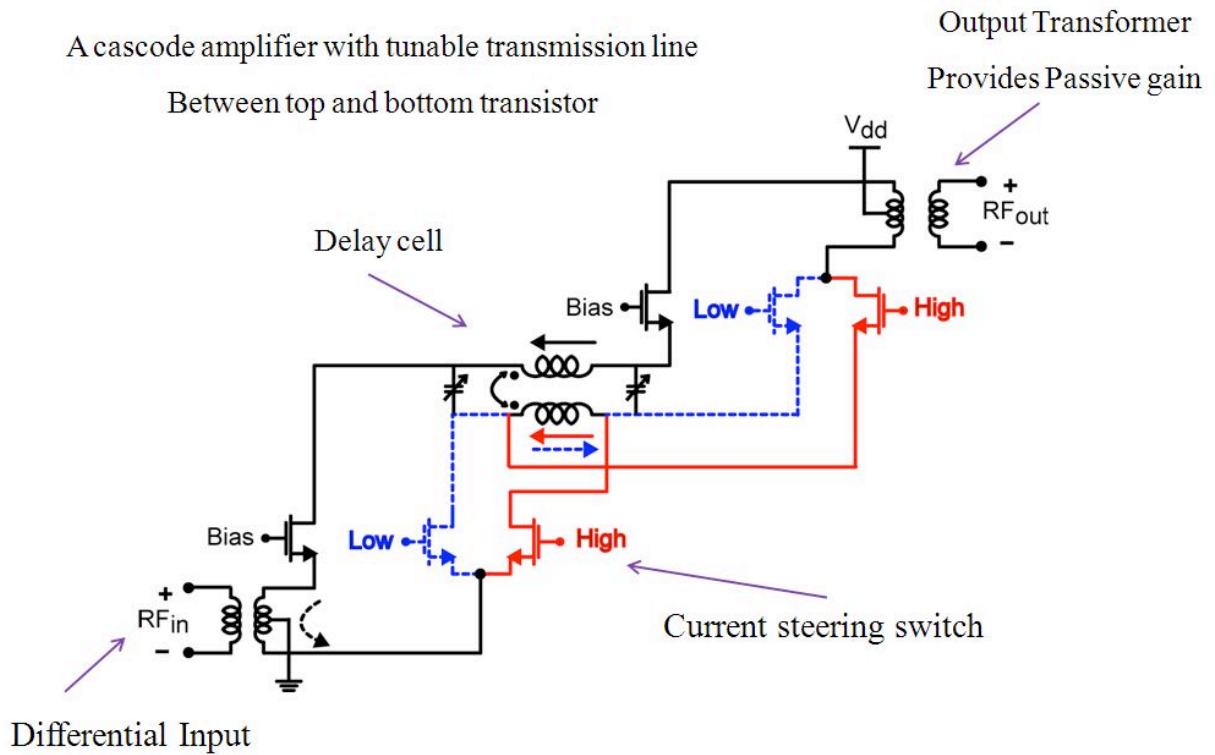 A cascode amplifier with tunable transmission line
Between top and bottom transistor
Output Transformer
Provides Passive gain
Vdd
+
RFout
−
Delay cell
Bias
Low
High
Bias
Low
High
+
RFin
−
Current steering switch
Differential Input